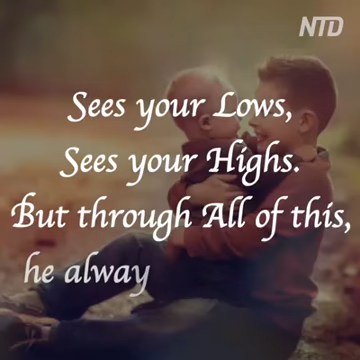 NTD
Sees your Lows,
Sees your Highs.
But through All of this,
he alway